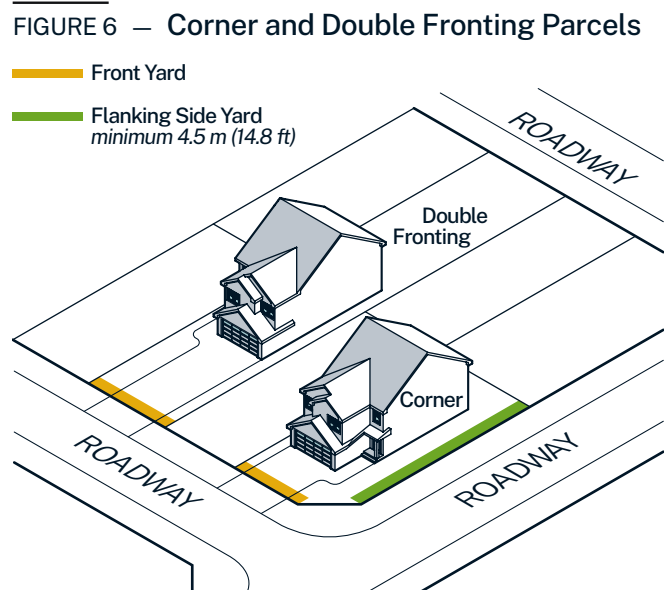 FIGURE 6 — Corner and Double Fronting Parcels
Front Yard
Flanking Side Yard
minimum 4.5 m (14.8 ft)
ROADWAY
Double
Fronting
Corner
ROADWAY
ROADWAY